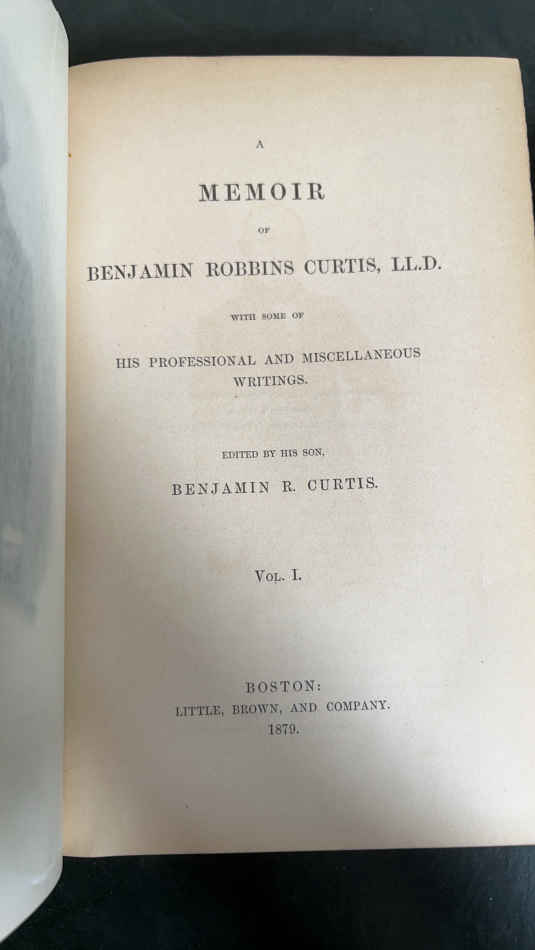 A
MEMOIR
OF
BENJAMIN ROBBINS CURTIS, LL.D.
WITH SOME OF
HIS PROFESSIONAL AND MISCELLANEOUS
WRITINGS.
EDITED BY HIS SON,
BENJAMIN R. CURTIS.
VOL. I.
BOSTON:
LITTLE, BROWN, AND COMPANY.
1879.